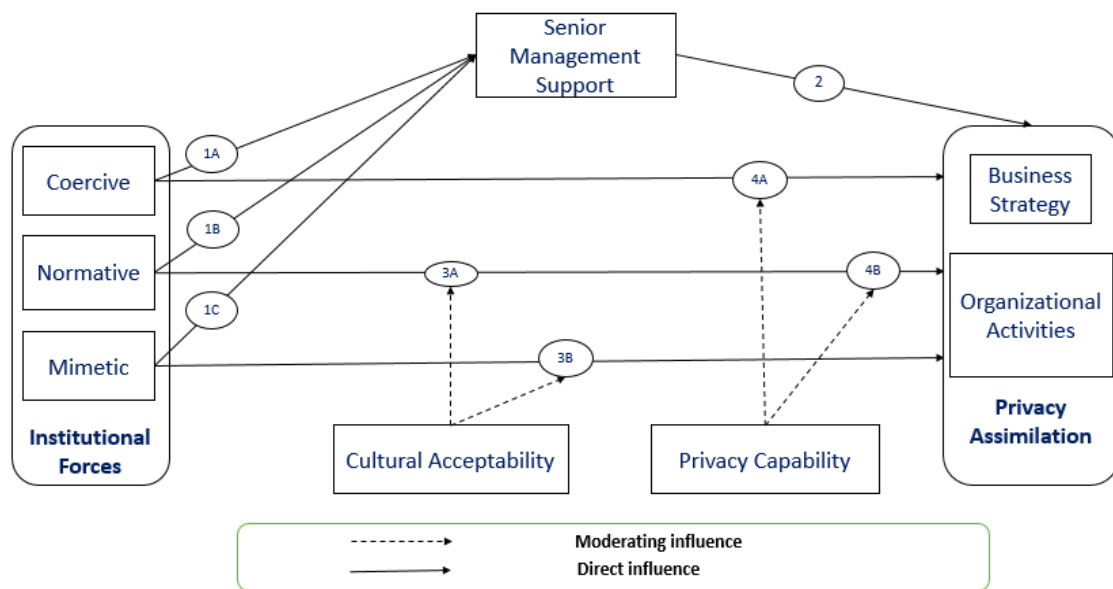 Senior
Management
Support
2
1A
Coercive
4A
Business
Strategy
1B
Normative
3A
4B
Organizational
Activities
1C
Mimetic
3B
Institutional
Forces
Cultural Acceptability
Privacy Capability
Privacy
Assimilation
Moderating influence
Direct influence